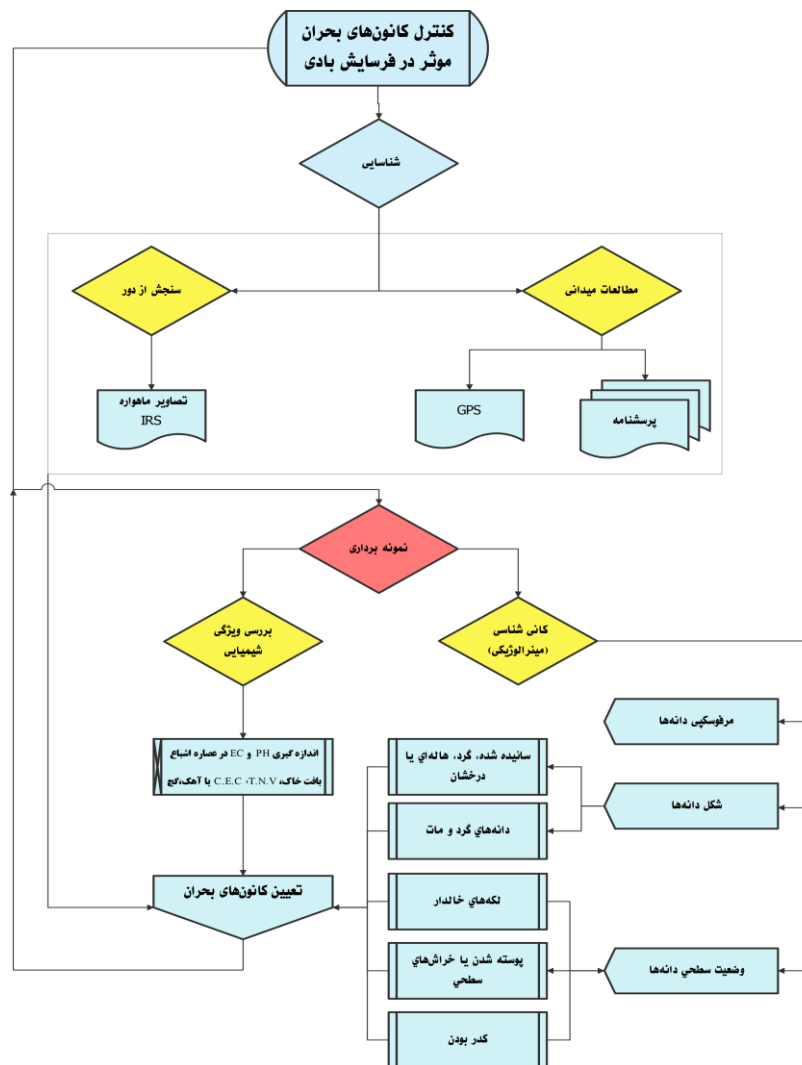 کنترل کانون‌های بحران
موثر در فرسایش بادی
شناسایی
مطالعات میدانی
سنجش از دور
تصاویر ماهواره
IRS
GPS
پرسشنامه
نمونه برداری
کانی شناسی
(مینرالوژیکی)
بررسی ویژگی
شیمیایی
مرفوسکپی دانه‌ها
شکل دانه‌ها
سائیده شده، گرد، هاله‌اي یا
درخشان
دانه‌هاي گرد و مات
اندازه گیری PH و EC در عصاره اشباع
بافت خاک، C.E.C ،T.N.V یا آهک،گچ
تعیین کانون‌های بحران
لکه‌هاي خالدار
پوسته شدن یا خراش‌هاي
سطحي
کدر بودن
وضعیت سطحي دانه‌ها